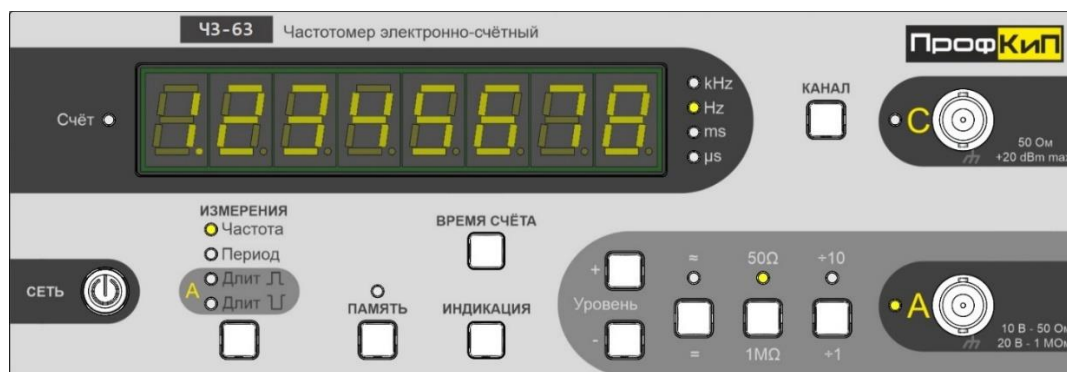 ЧЗ-63 Частотомер электронно-счётный
ПрофКиП
Счёт
1.2345678
kHz
Hz
ms
µs
КАНАЛ
C
50 Ом
+20 dBm max
ИЗМЕРЕНИЯ
Частота
Период
A
Длит
Длит
ВРЕМЯ СЧЁТА
СЕТЬ
ПАМЯТЬ
ИНДИКАЦИЯ
+
Уровень
-
≈
=
50Ω
1MΩ
÷10
÷1
A
10 В - 50 Ом
20 В - 1 МОм